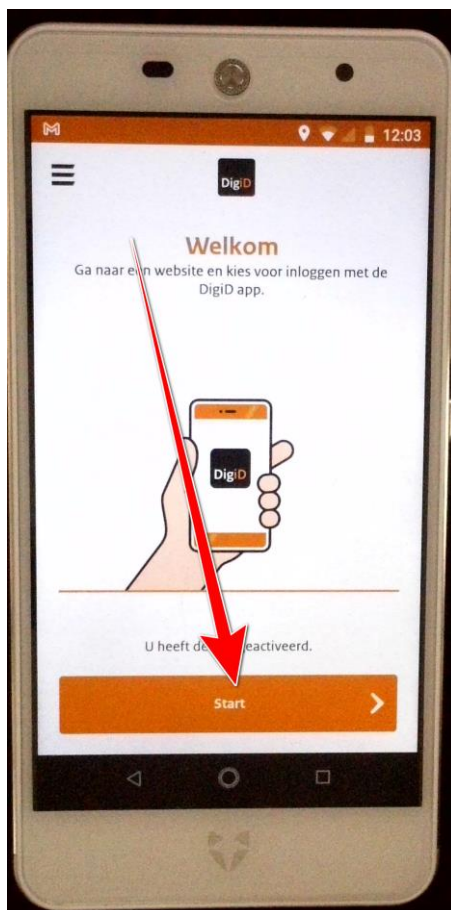 12:03
DigiD
Welkom
Ga naar een website en kies voor inloggen met de
DigiD app.
DigiD
U heeft de eactiveerd.
Start